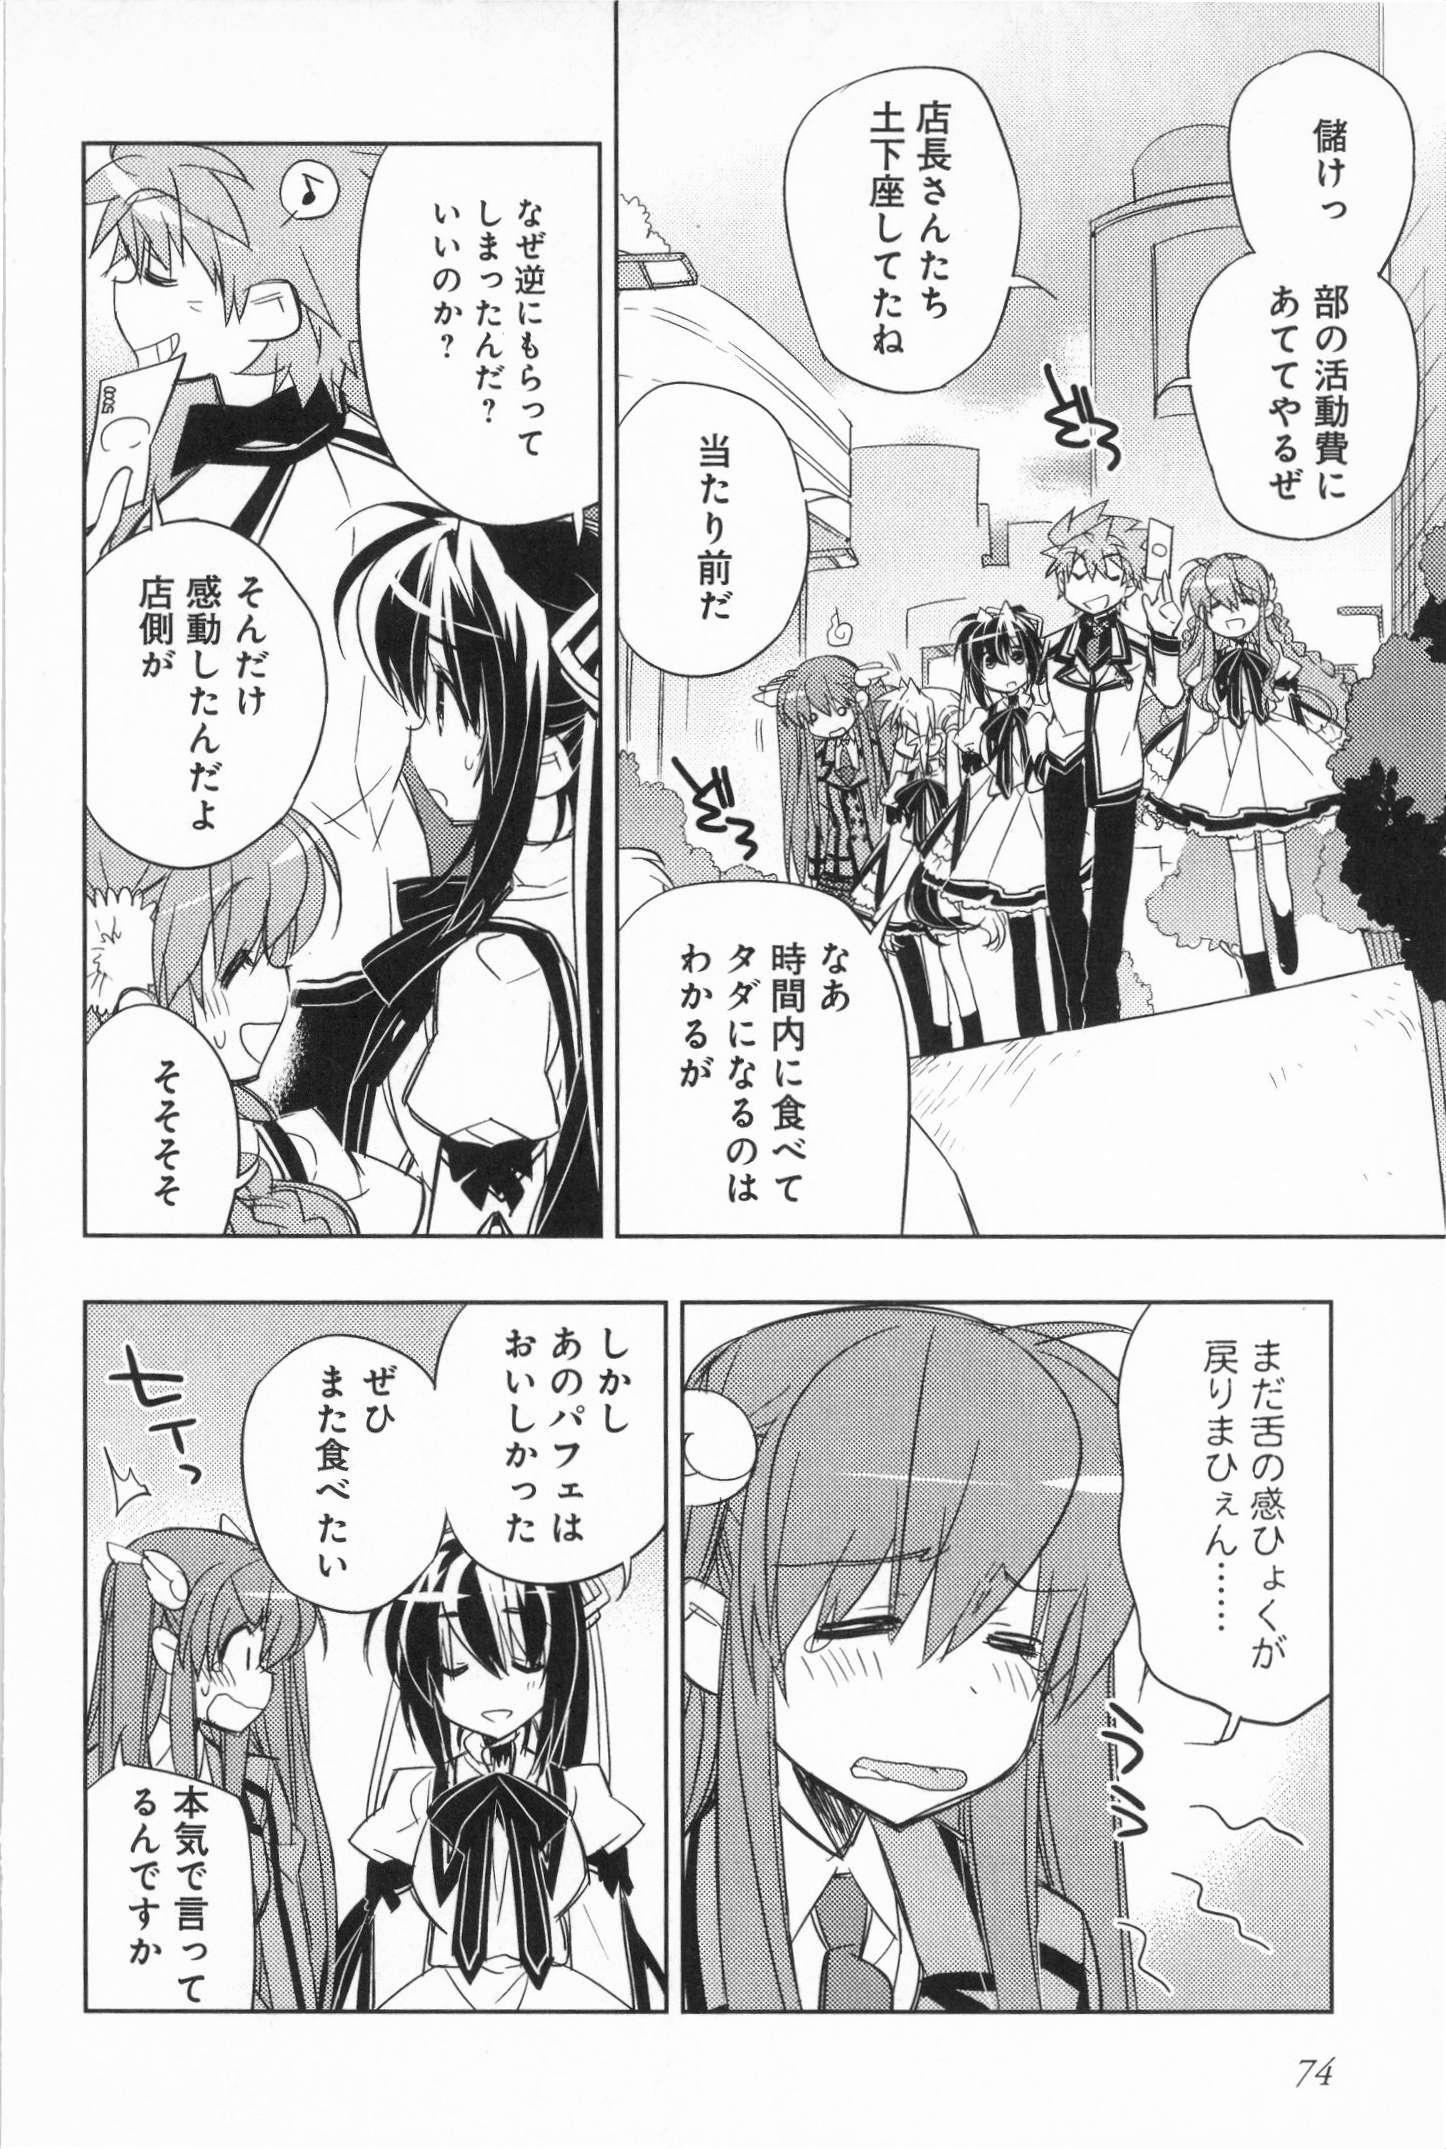 儲けっ
部の活動費に
あててやるぜ
店長さんたち
土下座してたね
当たり前だ
ぞろ
ぞろ
なあ
時間内に食べて
タダになるのは
わかるが
なぜ逆にもらって
しまったんだ?
いいのか?
♪
5000
そんだけ
感動したんだよ
店側が
そそそそ
まだ舌の感ひょくが
戻りまひぇん……
しかし
あのパフェは
おいしかった
ぜひ
また食べたい
本気で言って
るんですか
74